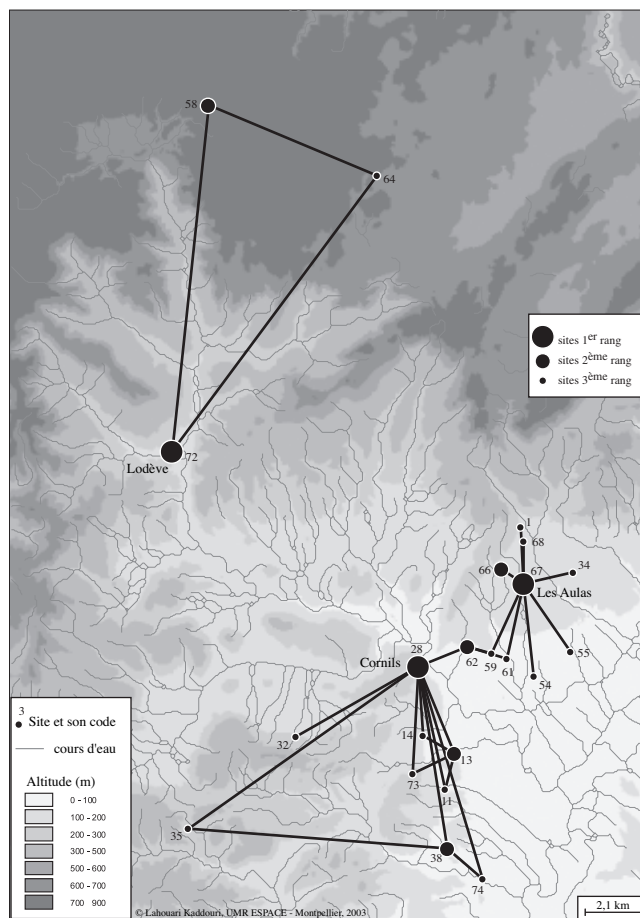 58
64
sites 1er rang
sites 2ème rang
sites 3ème rang
72
Lodève
1
68
66
67
34
Les Aulas
28
Cornils
62
59
61
55
54
3
Site et son code
cours d'eau
32
14
13
73
11
Altitude (m)
0 - 100
100 - 200
200 - 300
300 - 500
500 - 600
600 - 700
700 900
35
38
74
© Lahouari Kaddouri, UMR ESPACE - Montpellier, 2003
2,1 km